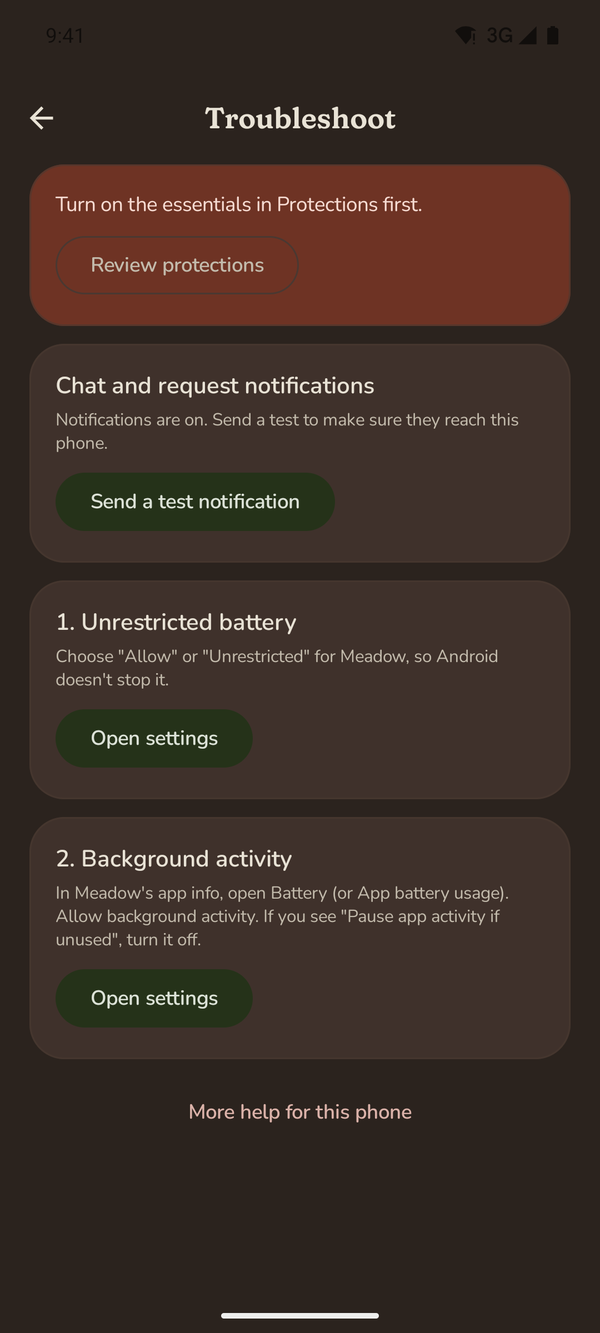 9:41
3G
Troubleshoot
Turn on the essentials in Protections first.
Review protections
Chat and request notifications
Notifications are on. Send a test to make sure they reach this
phone.
Send a test notification
1. Unrestricted battery
Choose "Allow" or "Unrestricted" for Meadow, so Android
doesn't stop it.
Open settings
2. Background activity
In Meadow's app info, open Battery (or App battery usage).
Allow background activity. If you see "Pause app activity if
unused", turn it off.
Open settings
More help for this phone